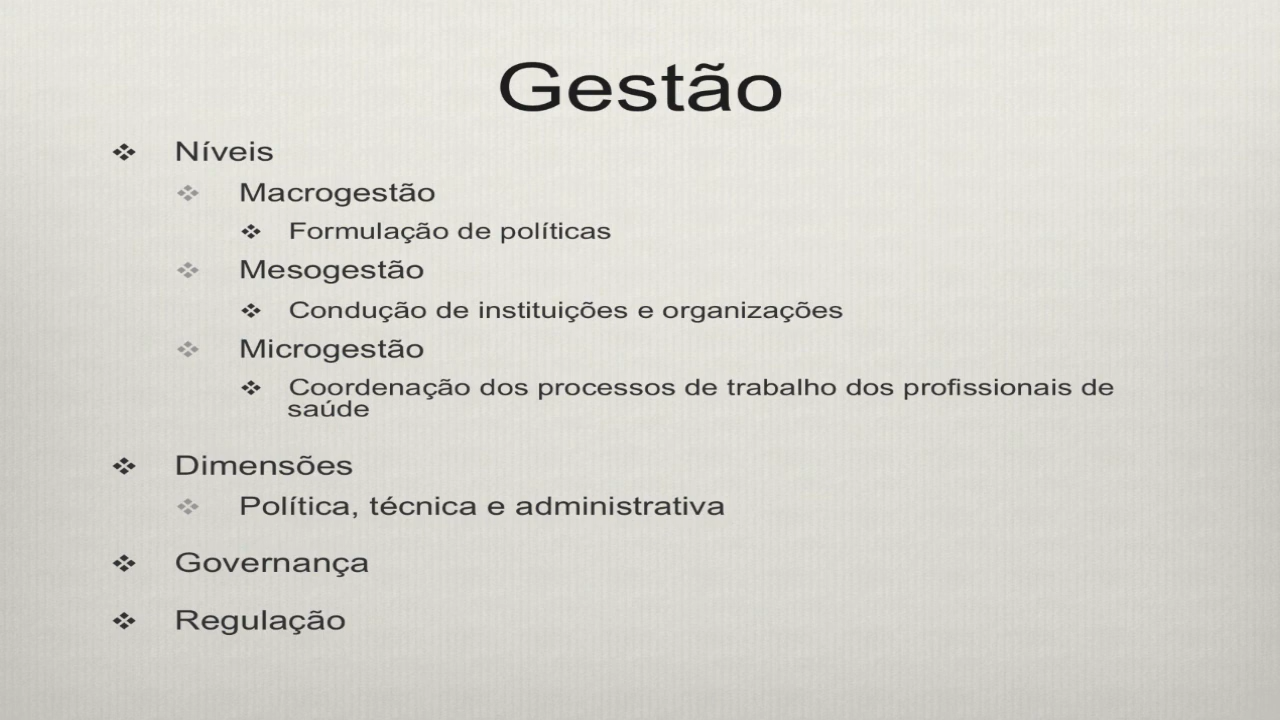 Gestão
Níveis
Macrogestão
Formulação de políticas
Mesogestão
Condução de instituições e organizações
Microgestão
Coordenação dos processos de trabalho dos profissionais de
saúde
Dimensões
Política, técnica e administrativa
Governança
Regulação